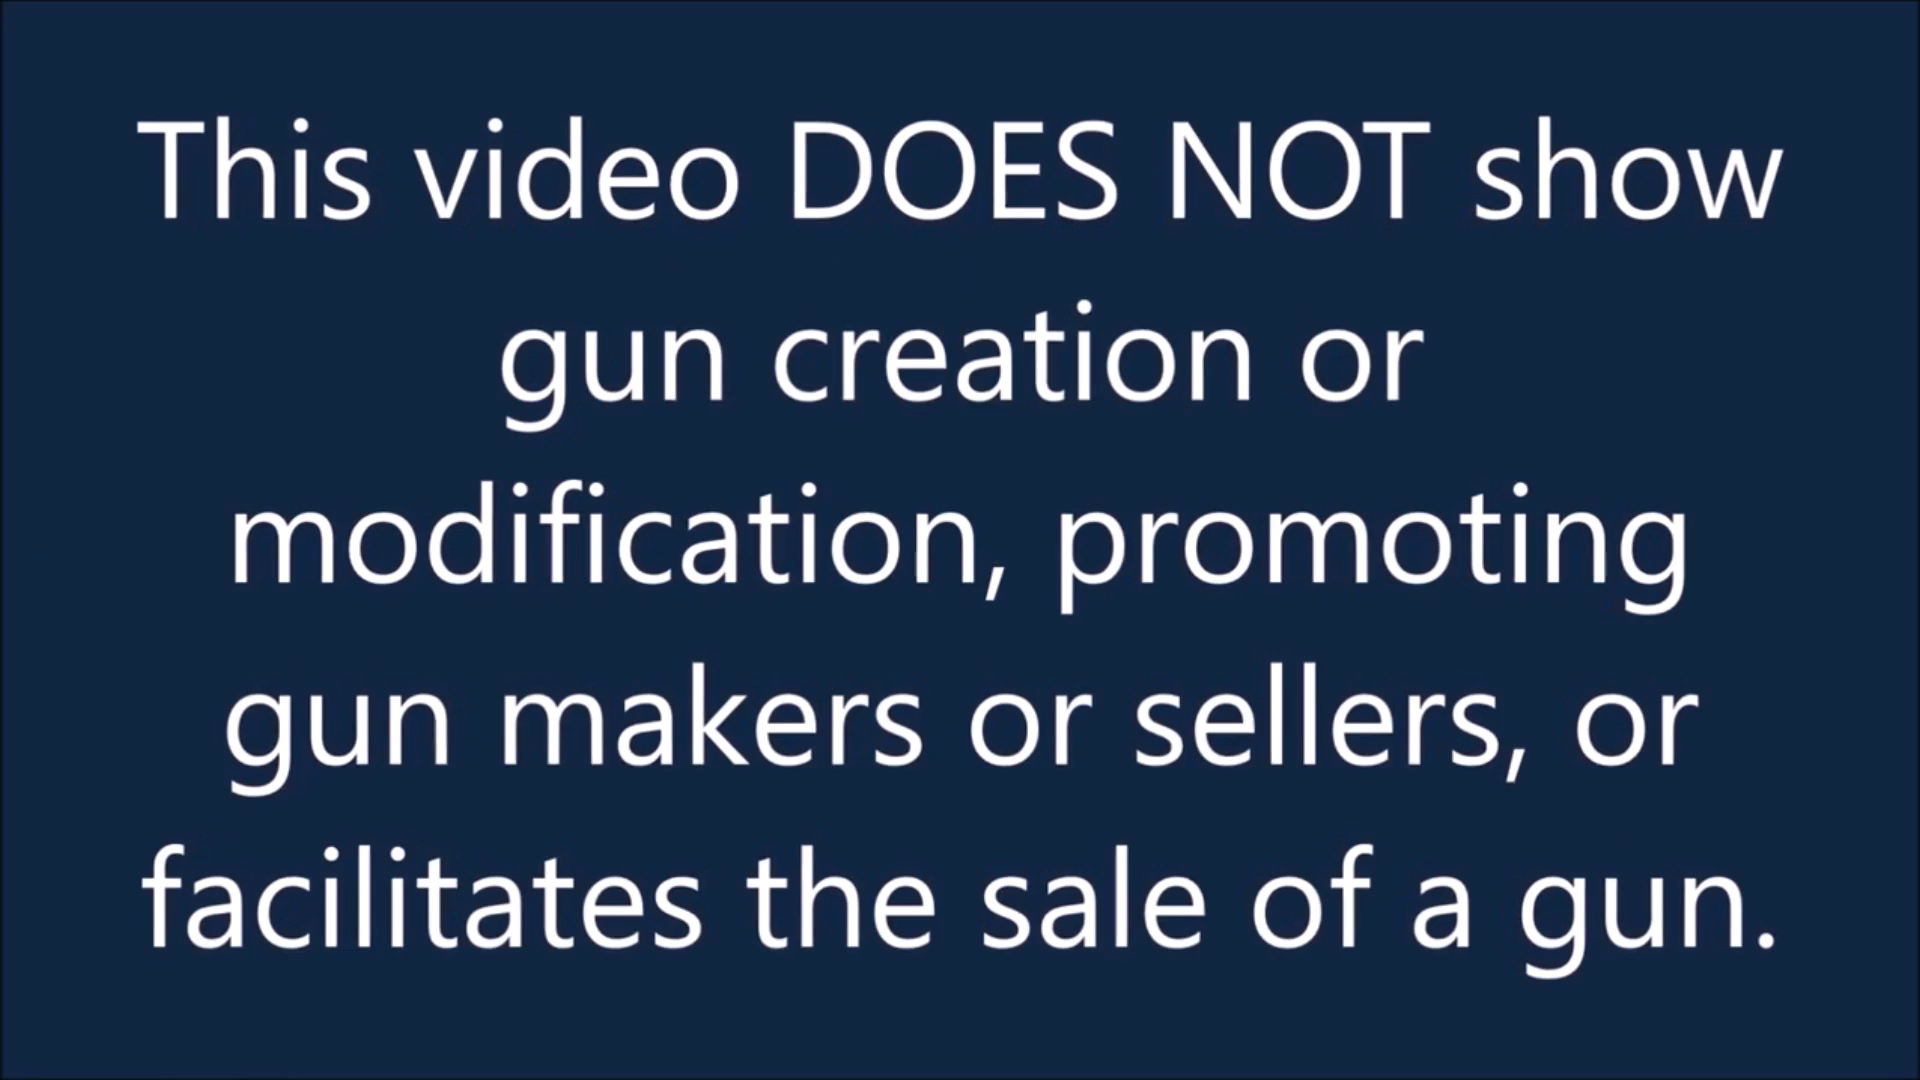 This video DOES NOT show
gun creation or
modification, promoting
gun makers or sellers, or
facilitates the sale of a gun.